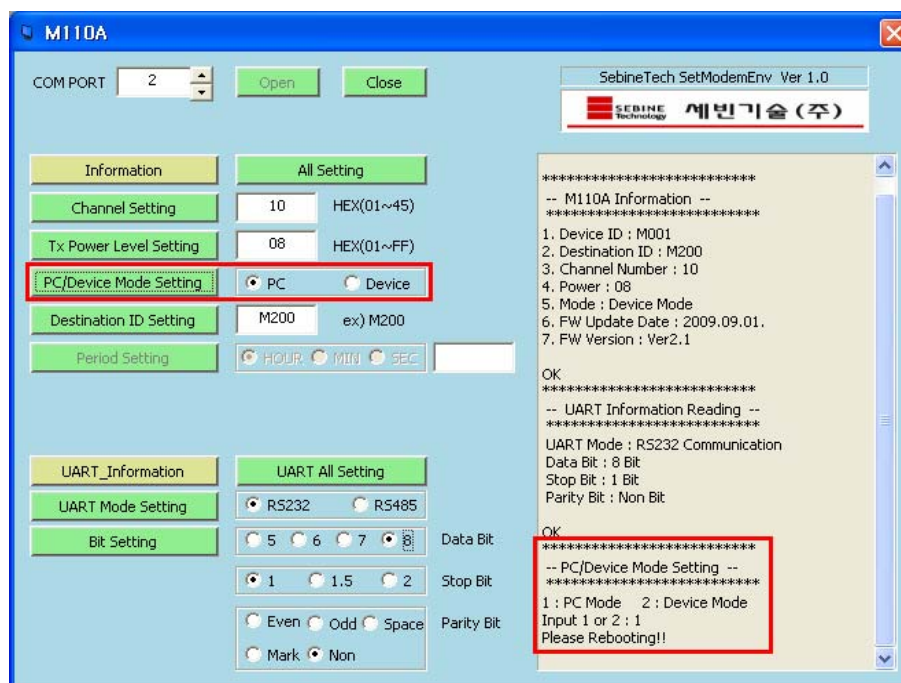 M110A
COM PORT 2 Open Close
SebineTech SetModemEnv Ver 1.0
SEBINE Technology 세빈기술(주)
Information All Setting
Channel Setting 10 HEX(01~45)
Tx Power Level Setting 08 HEX(01~FF)
PC/Device Mode Setting PC Device
Destination ID Setting M200 ex) M200
Period Setting HOUR MIN SEC
UART_Information UART All Setting
UART Mode Setting RS232 RS485
Bit Setting 5 6 7 8 Data Bit
1 1.5 2 Stop Bit
Even Odd Space Parity Bit
Mark Non
***************************
-- M110A Information --
***************************
1. Device ID : M001
2. Destination ID : M200
3. Channel Number : 10
4. Power : 08
5. Mode : Device Mode
6. FW Update Date : 2009.09.01.
7. FW Version : Ver2.1
OK
***************************
-- UART Information Reading --
***************************
UART Mode : RS232 Communication
Data Bit : 8 Bit
Stop Bit : 1 Bit
Parity Bit : Non Bit
OK
***************************
-- PC/Device Mode Setting --
***************************
1 : PC Mode 2 : Device Mode
Input 1 or 2 : 1
Please Rebooting!!